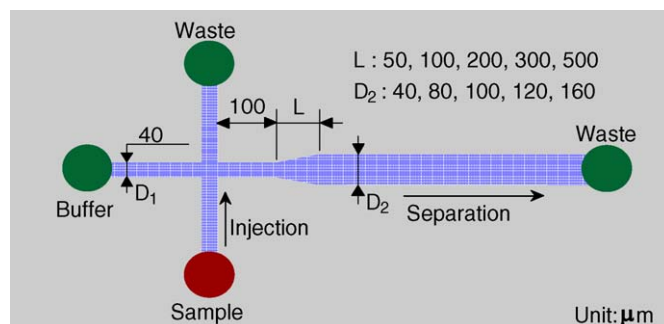 Waste
L : 50, 100, 200, 300, 500
D2 : 40, 80, 100, 120, 160
100
L
40
Waste
D1
Buffer
D2
Injection
Separation
Sample
Unit: μm